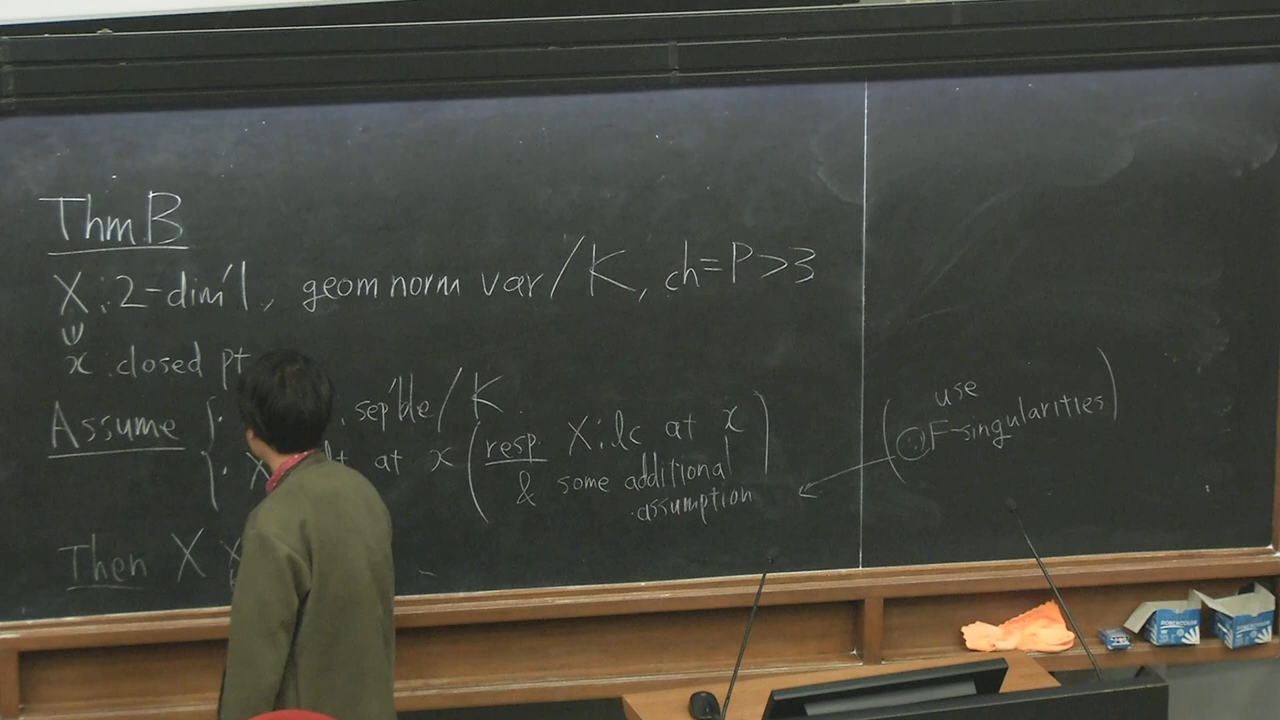 Thm B
X : 2-dim'l, geom norm var / K, ch = P > 3
ψ
x : closed pt
Assume { · sep'ble / K
· X lt at x ( resp. X : lc at x )
& some additional
assumption
Then X
( use
∵ F-singularities )